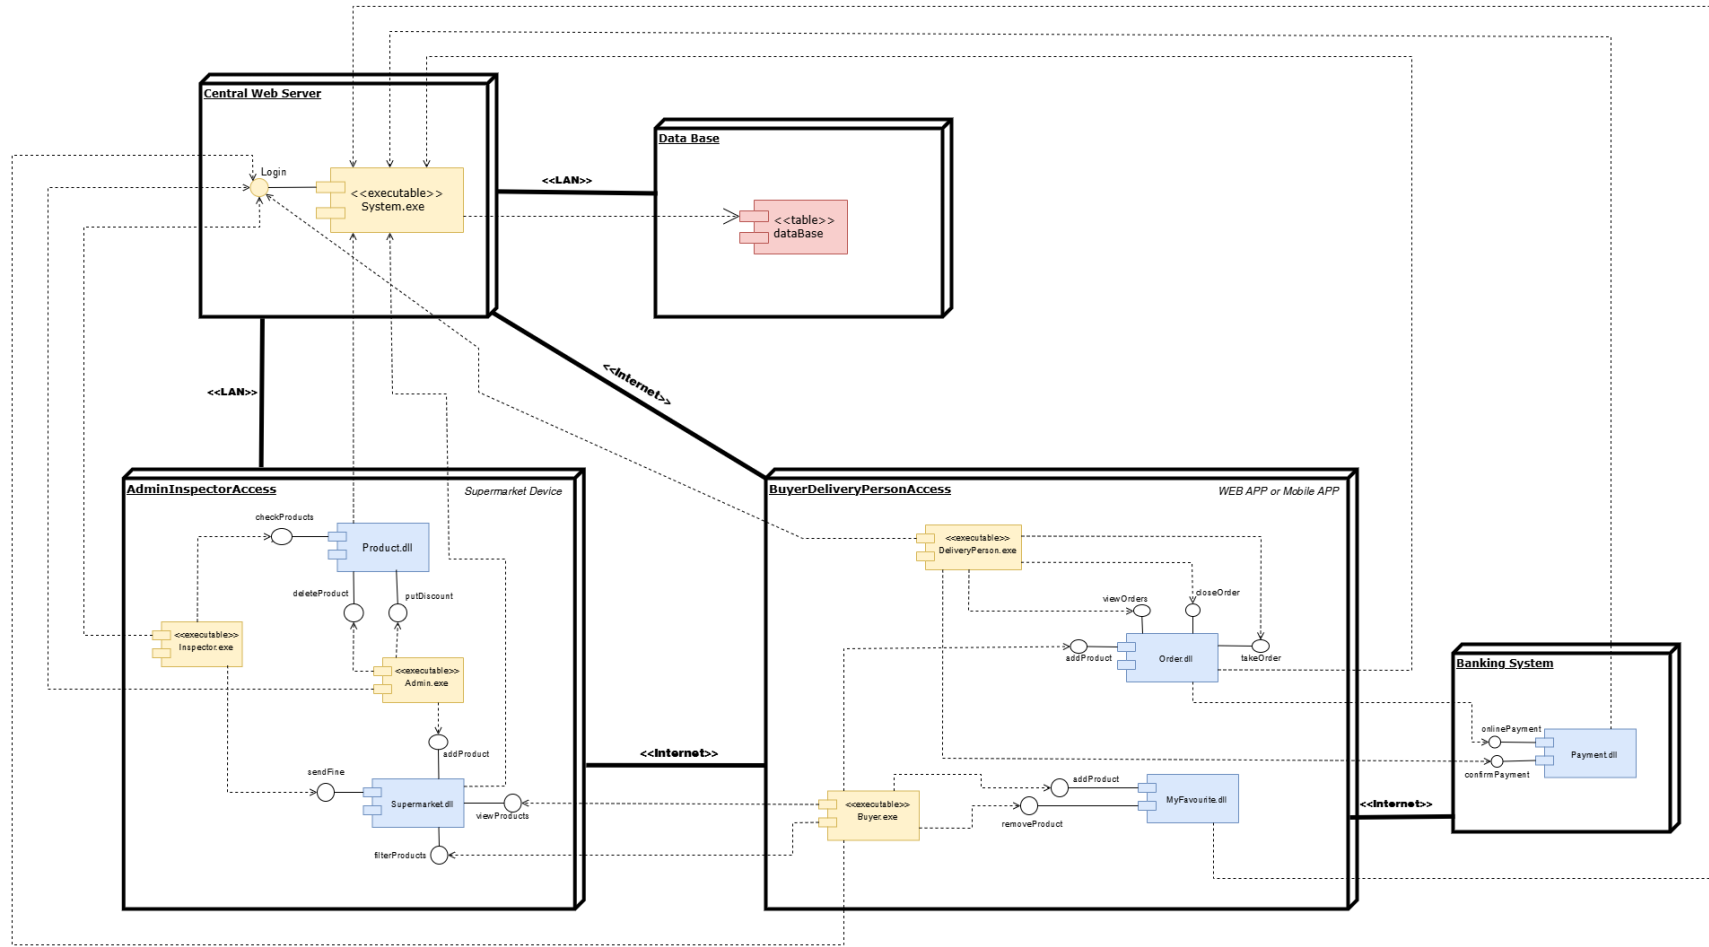 Central Web Server
Login
<<executable>>
System.exe
Data Base
<<LAN>>
<<table>>
dataBase
<<LAN>>
<<Internet>>
AdminInspectorAccess
Supermarket Device
checkProducts
Product.dll
deleteProduct
putDiscount
<<executable>>
Inspector.exe
<<executable>>
Admin.exe
addProduct
sendFine
Supermarket.dll
viewProducts
filterProducts
<<Internet>>
BuyerDeliveryPersonAccess
WEB APP or Mobile APP
<<executable>>
DeliveryPerson.exe
viewOrders
closeOrder
addProduct
Order.dll
takeOrder
<<executable>>
Buyer.exe
addProduct
MyFavourite.dll
removeProduct
<<Internet>>
Banking System
onlinePayment
Payment.dll
confirmPayment